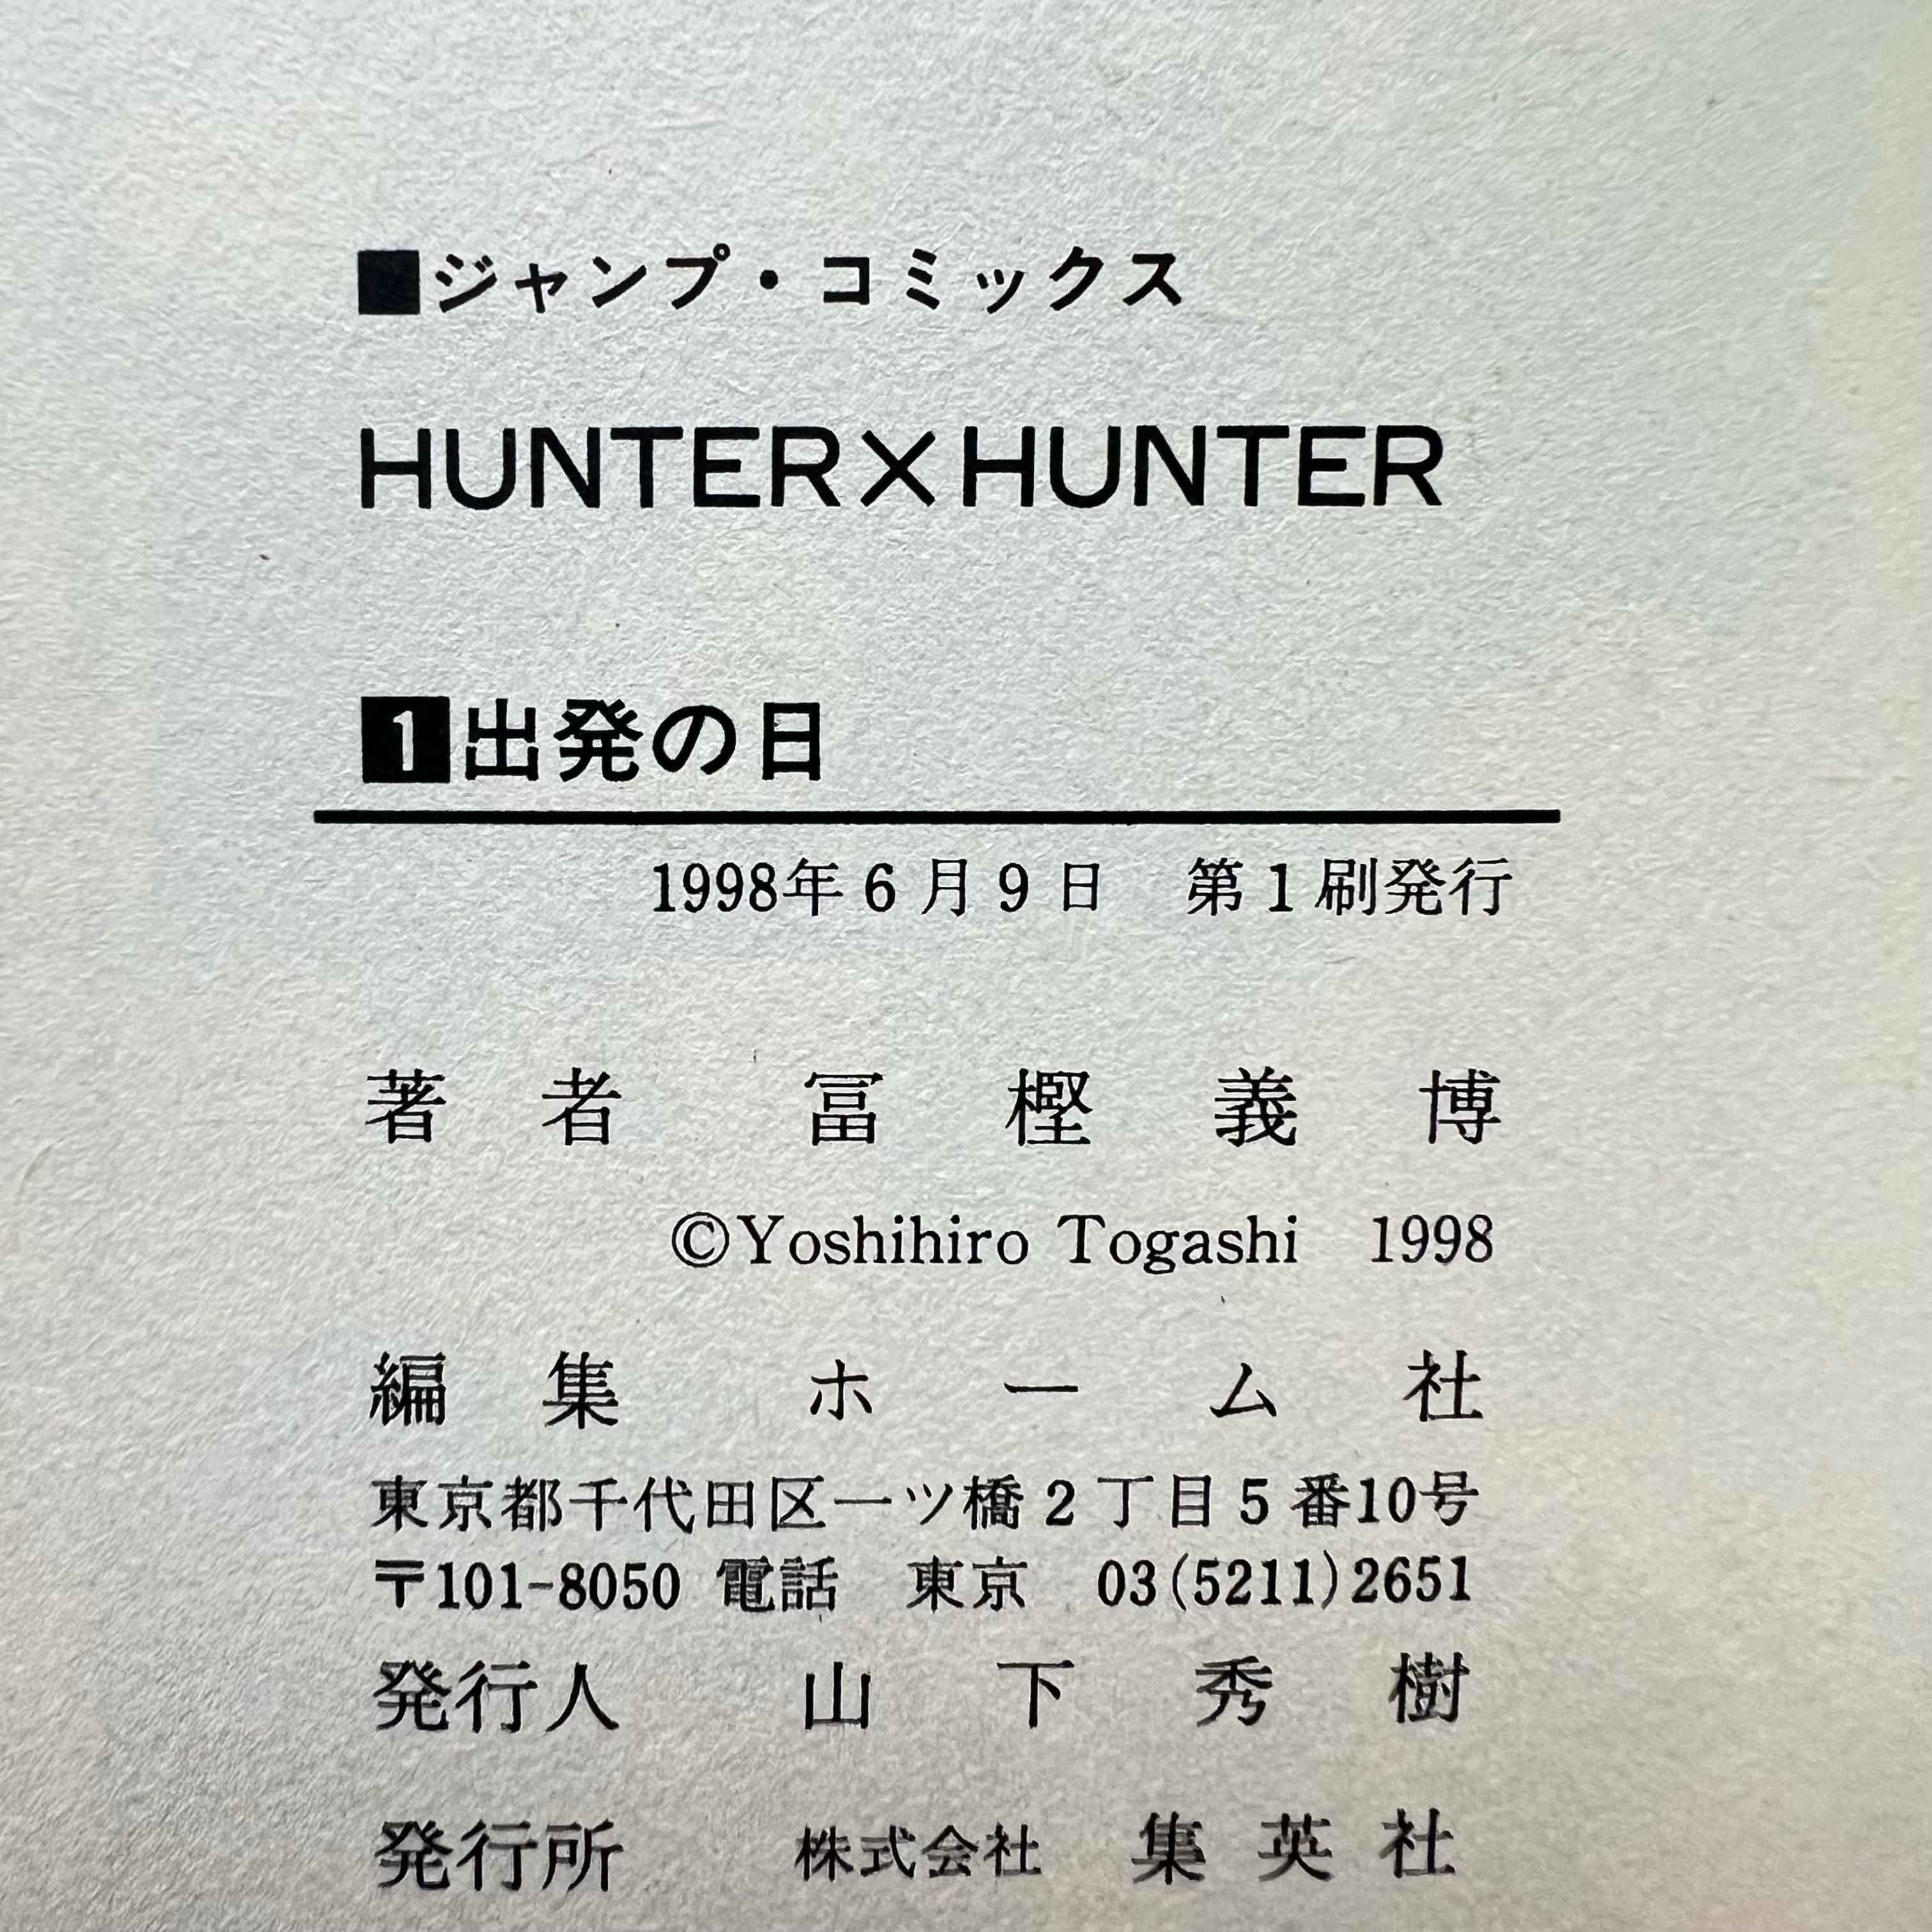 ■ジャンプ・コミックス
HUNTER×HUNTER
1出発の日
1998年6月9日 第1刷発行
著者 冨樫義博
©Yoshihiro Togashi 1998
編集 ホーム社
東京都千代田区一ツ橋2丁目5番10号
〒101-8050 電話 東京 03(5211)2651
発行人 山下秀樹
発行所 株式会社 集英社